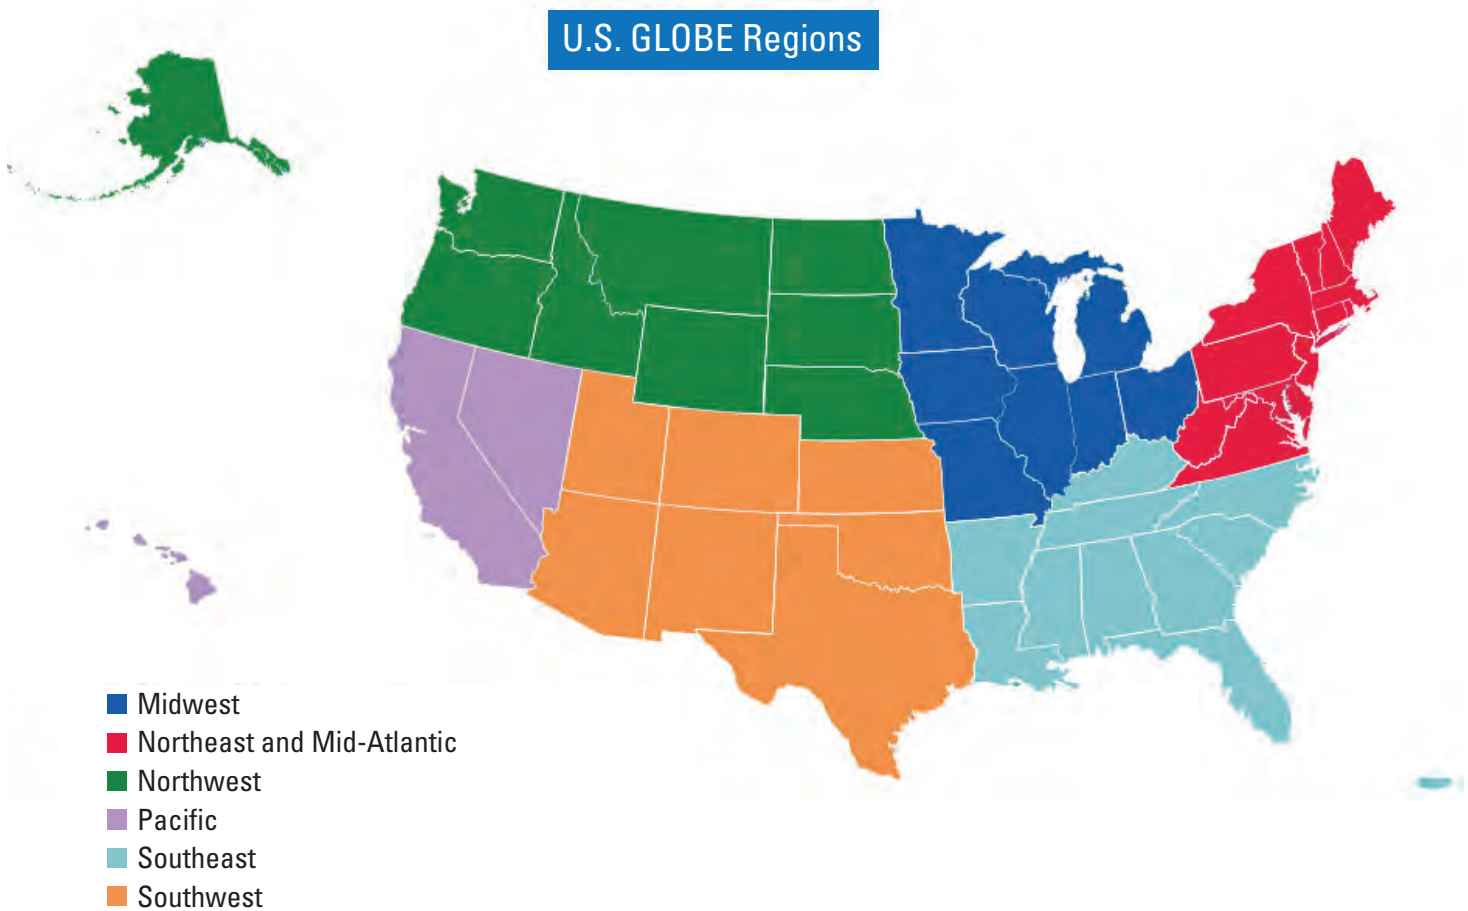 U.S. GLOBE Regions
Midwest
Northeast and Mid-Atlantic
Northwest
Pacific
Southeast
Southwest